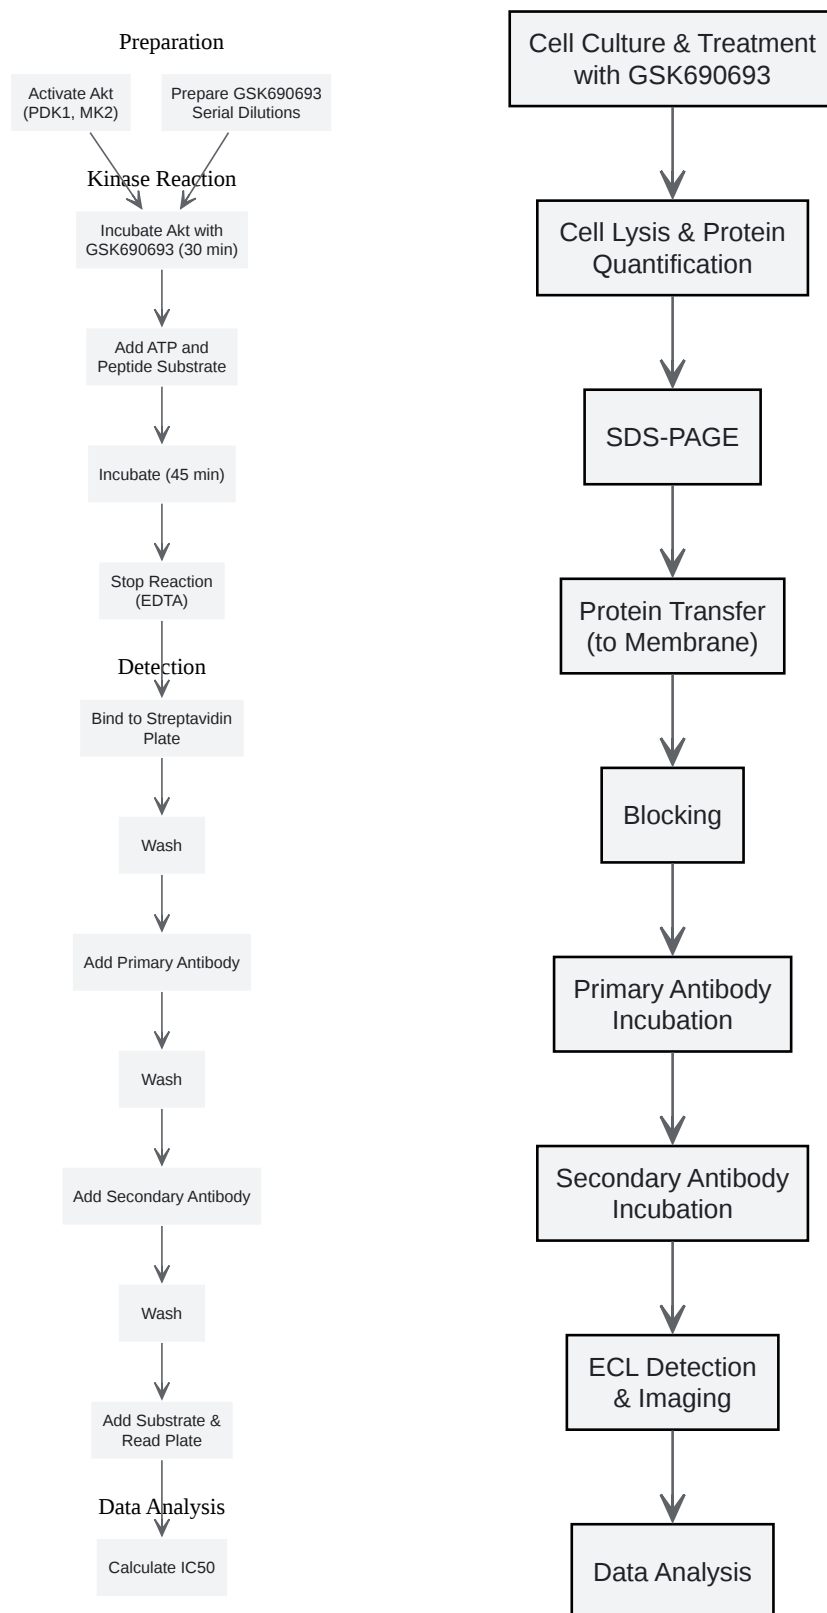 Preparation
Activate Akt
(PDK1, MK2)
Prepare GSK690693
Serial Dilutions
Kinase Reaction
Incubate Akt with
GSK690693 (30 min)
Add ATP and
Peptide Substrate
Incubate (45 min)
Stop Reaction
(EDTA)
Detection
Bind to Streptavidin
Plate
Wash
Add Primary Antibody
Wash
Add Secondary Antibody
Wash
Add Substrate &
Read Plate
Data Analysis
Calculate IC50
Cell Culture & Treatment
with GSK690693
Cell Lysis & Protein
Quantification
SDS-PAGE
Protein Transfer
(to Membrane)
Blocking
Primary Antibody
Incubation
Secondary Antibody
Incubation
ECL Detection
& Imaging
Data Analysis